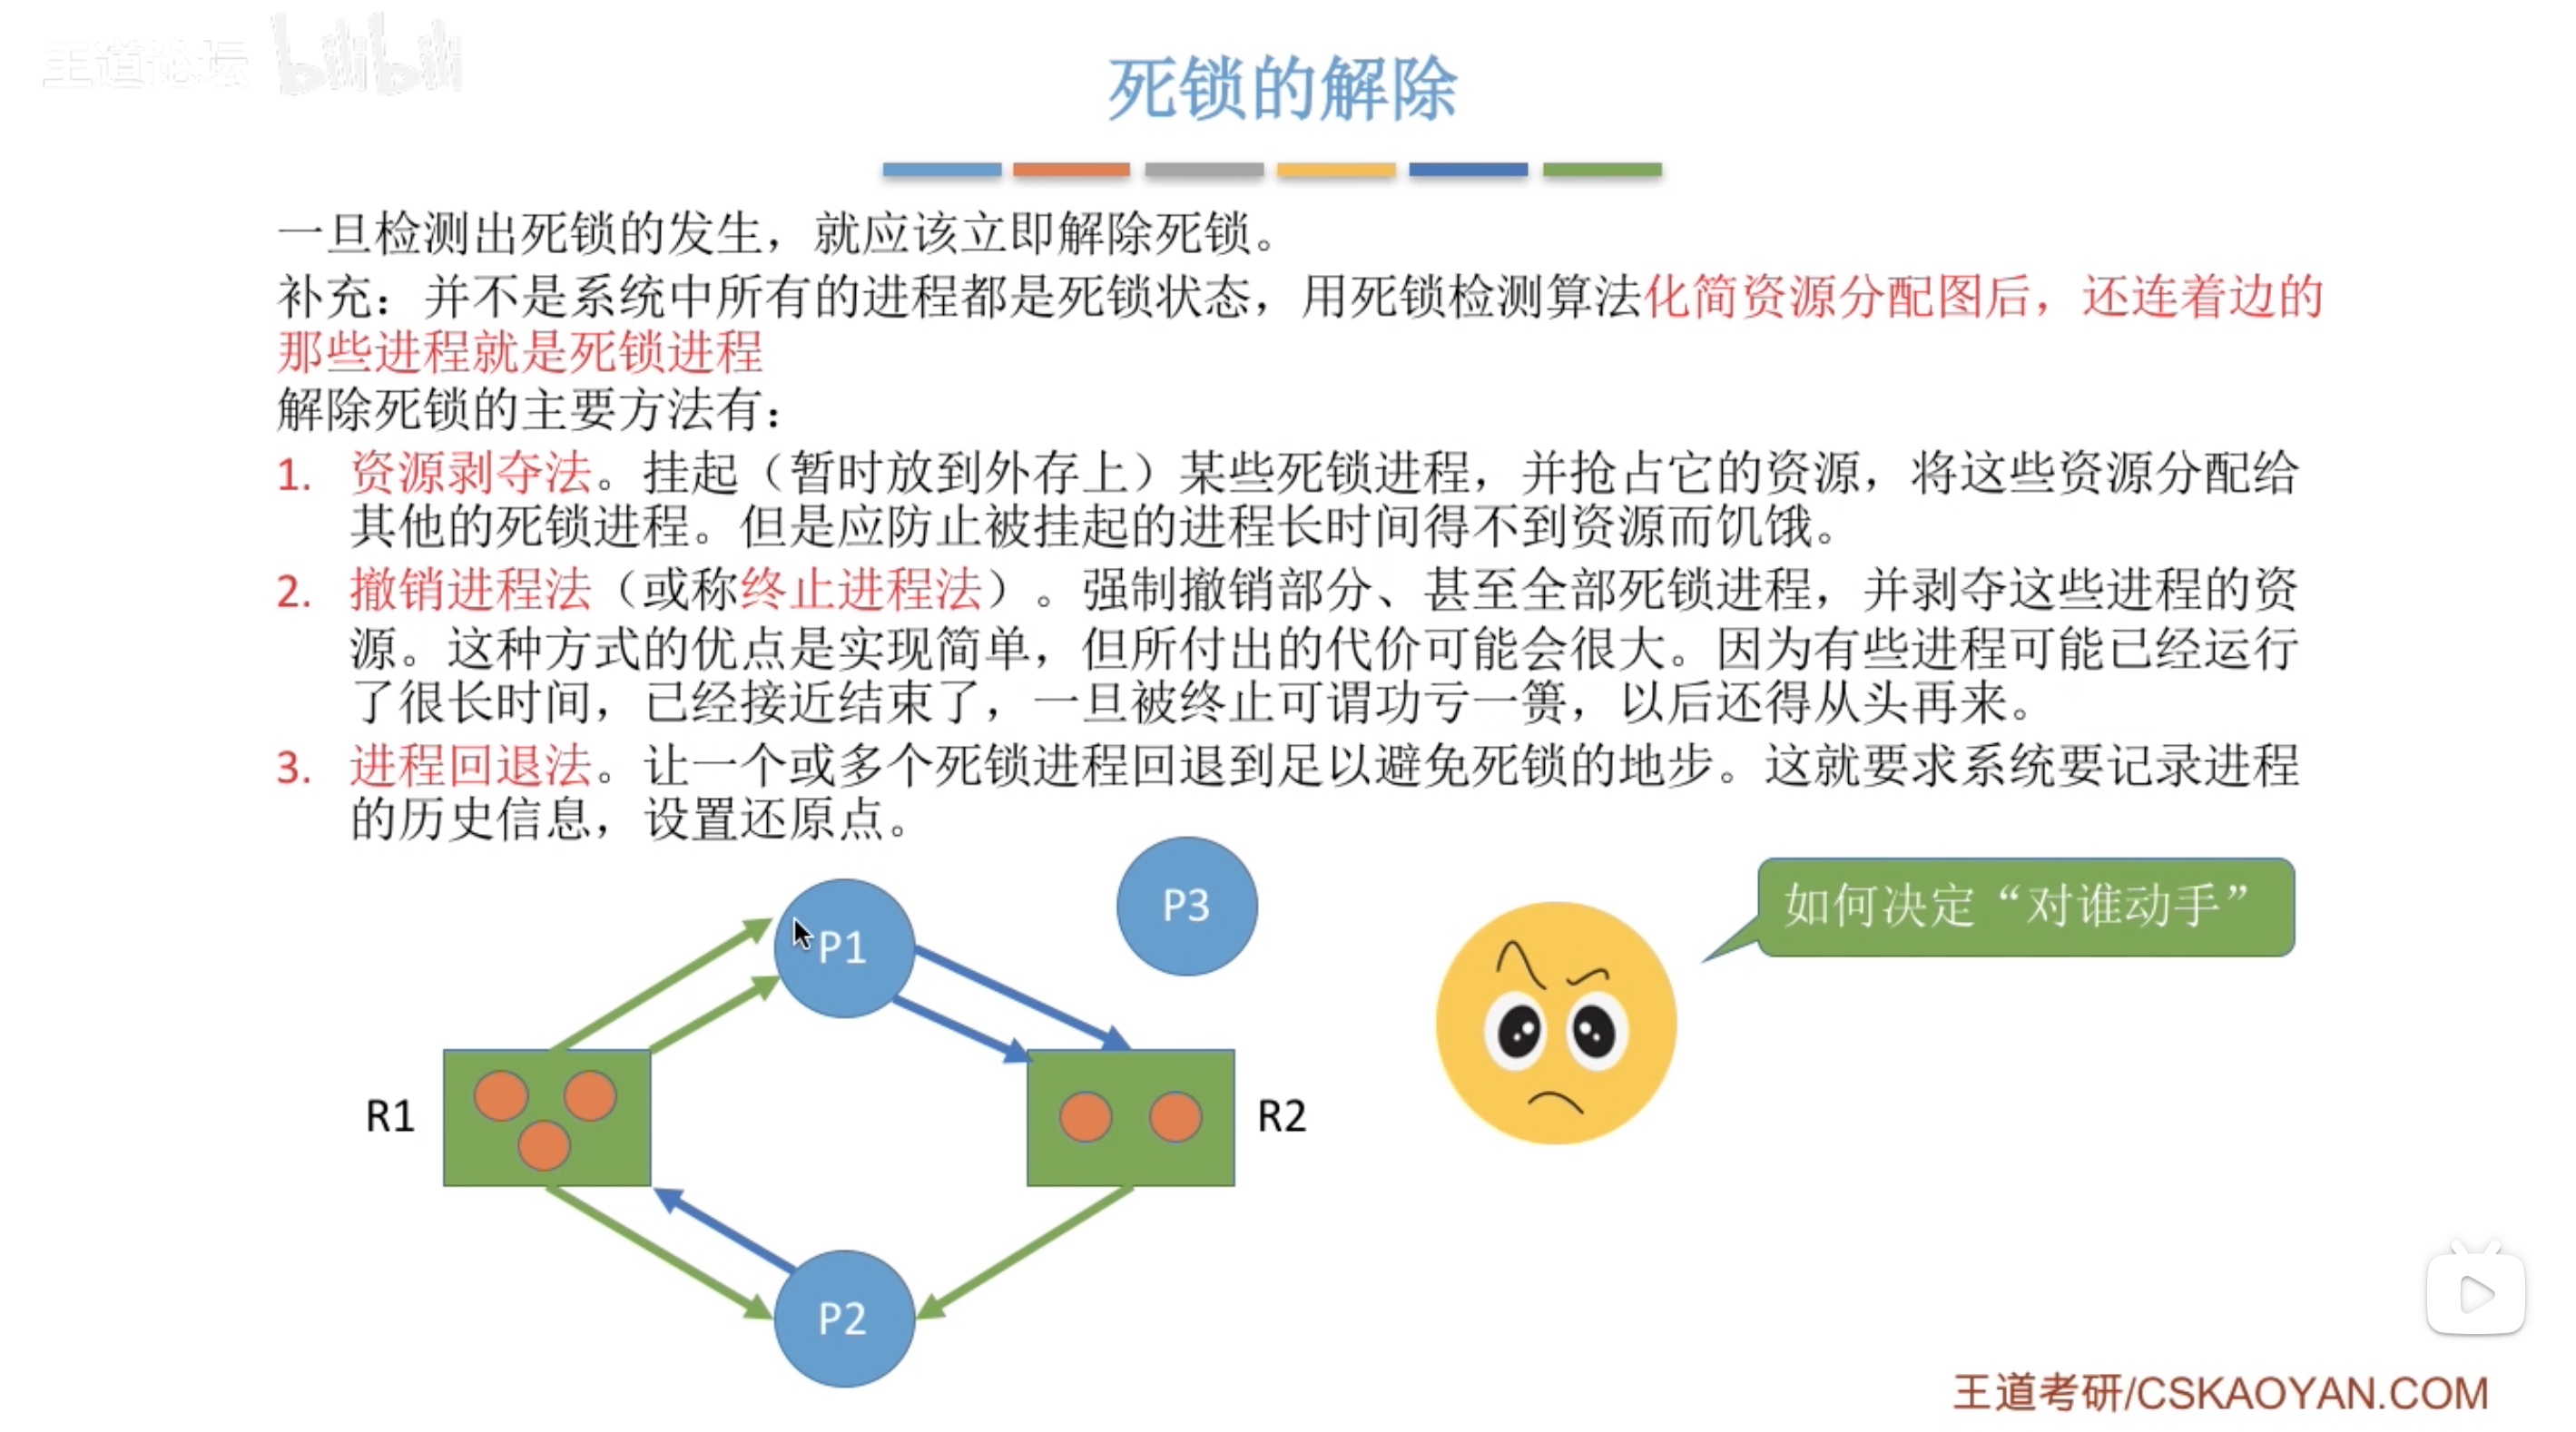 王道论坛 bilibili
死锁的解除
一旦检测出死锁的发生，就应该立即解除死锁。
补充：并不是系统中所有的进程都是死锁状态，用死锁检测算法化简资源分配图后，还连着边的
那些进程就是死锁进程
解除死锁的主要方法有：
1. 资源剥夺法。挂起（暂时放到外存上）某些死锁进程，并抢占它的资源，将这些资源分配给
其他的死锁进程。但是应防止被挂起的进程长时间得不到资源而饥饿。
2. 撤销进程法（或称终止进程法）。强制撤销部分、甚至全部死锁进程，并剥夺这些进程的资
源。这种方式的优点是实现简单，但所付出的代价可能会很大。因为有些进程可能已经运行
了很长时间，已经接近结束了，一旦被终止可谓功亏一篑，以后还得从头再来。
3. 进程回退法。让一个或多个死锁进程回退到足以避免死锁的地步。这就要求系统要记录进程
的历史信息，设置还原点。
P3
如何决定“对谁动手”
P1
R1
R2
P2
王道考研/CSKAOYAN.COM